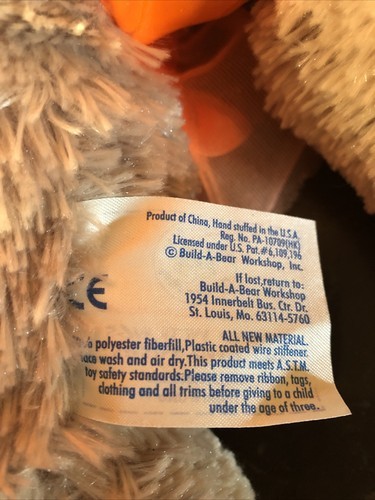 Product of China, Hand stuffed in the U.S.A.
Reg. No. PA-10709(HK)
Licensed under U.S. Pat.#6,109,196
© Build-A-Bear Workshop, Inc.
CE
If lost,return to:
Build-A-Bear Workshop
1954 Innerbelt Bus. Ctr. Dr.
St. Louis, Mo. 63114-5760
ALL NEW MATERIAL.
% polyester fiberfill,Plastic coated wire stiffener.
wash and air dry.This product meets A.S.T.M.
toy safety standards.Please remove ribbon, tags,
clothing and all trims before giving to a child
under the age of three.